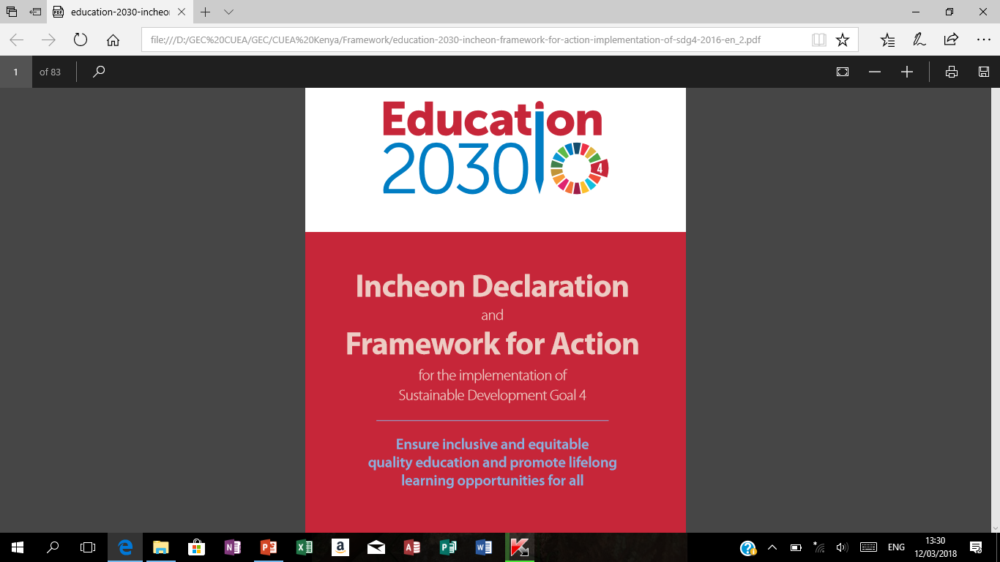 education-2030-incheo
file:///D:/GEC%20CUEA/GEC/CUEA%20Kenya/Framework/education-2030-incheon-framework-for-action-implementation-of-sdg4-2016-en_2.pdf
1 of 83
Education
2030
4
Incheon Declaration
and
Framework for Action
for the implementation of
Sustainable Development Goal 4
Ensure inclusive and equitable
quality education and promote lifelong
learning opportunities for all
ENG
13:30
12/03/2018